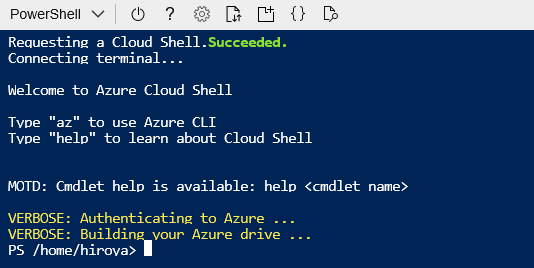 PowerShell
Requesting a Cloud Shell.Succeeded.
Connecting terminal...
Welcome to Azure Cloud Shell
Type "az" to use Azure CLI
Type "help" to learn about Cloud Shell
MOTD: Cmdlet help is available: help <cmdlet name>
VERBOSE: Authenticating to Azure ...
VERBOSE: Building your Azure drive ...
PS /home/hiroya>